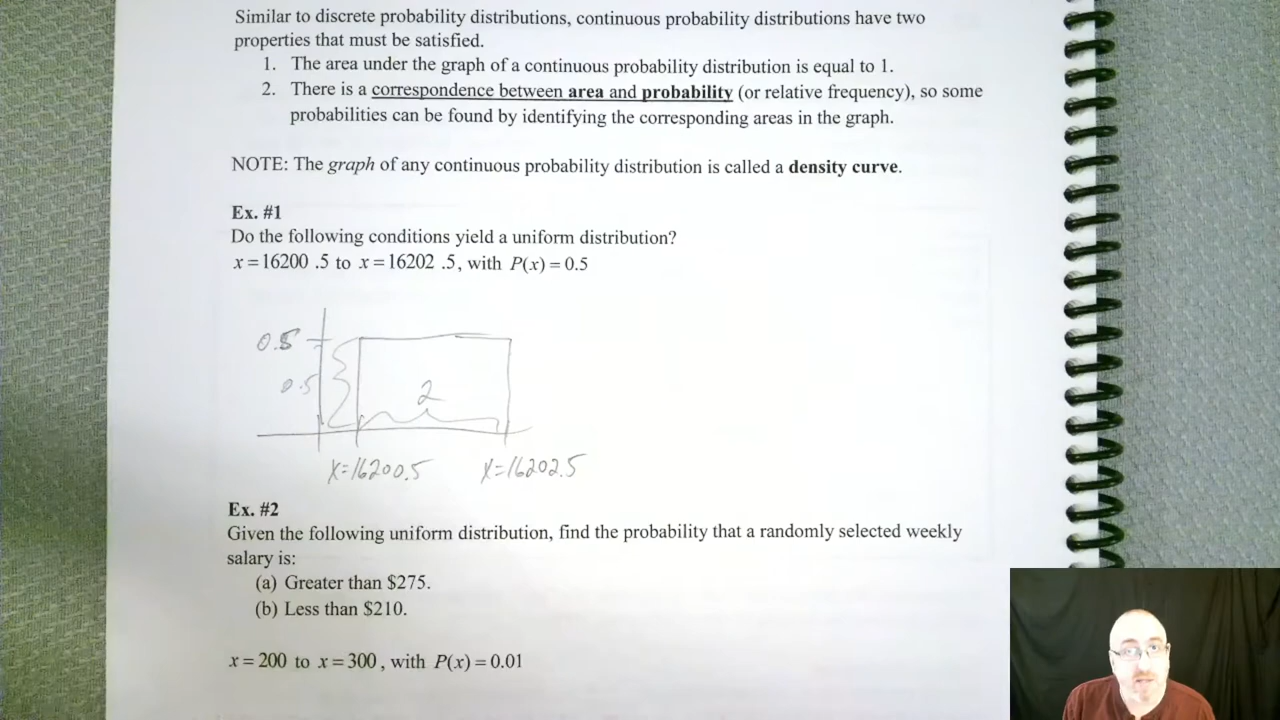 Similar to discrete probability distributions, continuous probability distributions have two
properties that must be satisfied.
1. The area under the graph of a continuous probability distribution is equal to 1.
2. There is a correspondence between area and probability (or relative frequency), so some
probabilities can be found by identifying the corresponding areas in the graph.
NOTE: The graph of any continuous probability distribution is called a density curve.
Ex. #1
Do the following conditions yield a uniform distribution?
x = 16200 .5 to x = 16202 .5, with P(x) = 0.5
0.5
0.5
2
x=16200.5 x=16202.5
Ex. #2
Given the following uniform distribution, find the probability that a randomly selected weekly
salary is:
(a) Greater than $275.
(b) Less than $210.
x = 200 to x = 300, with P(x) = 0.01